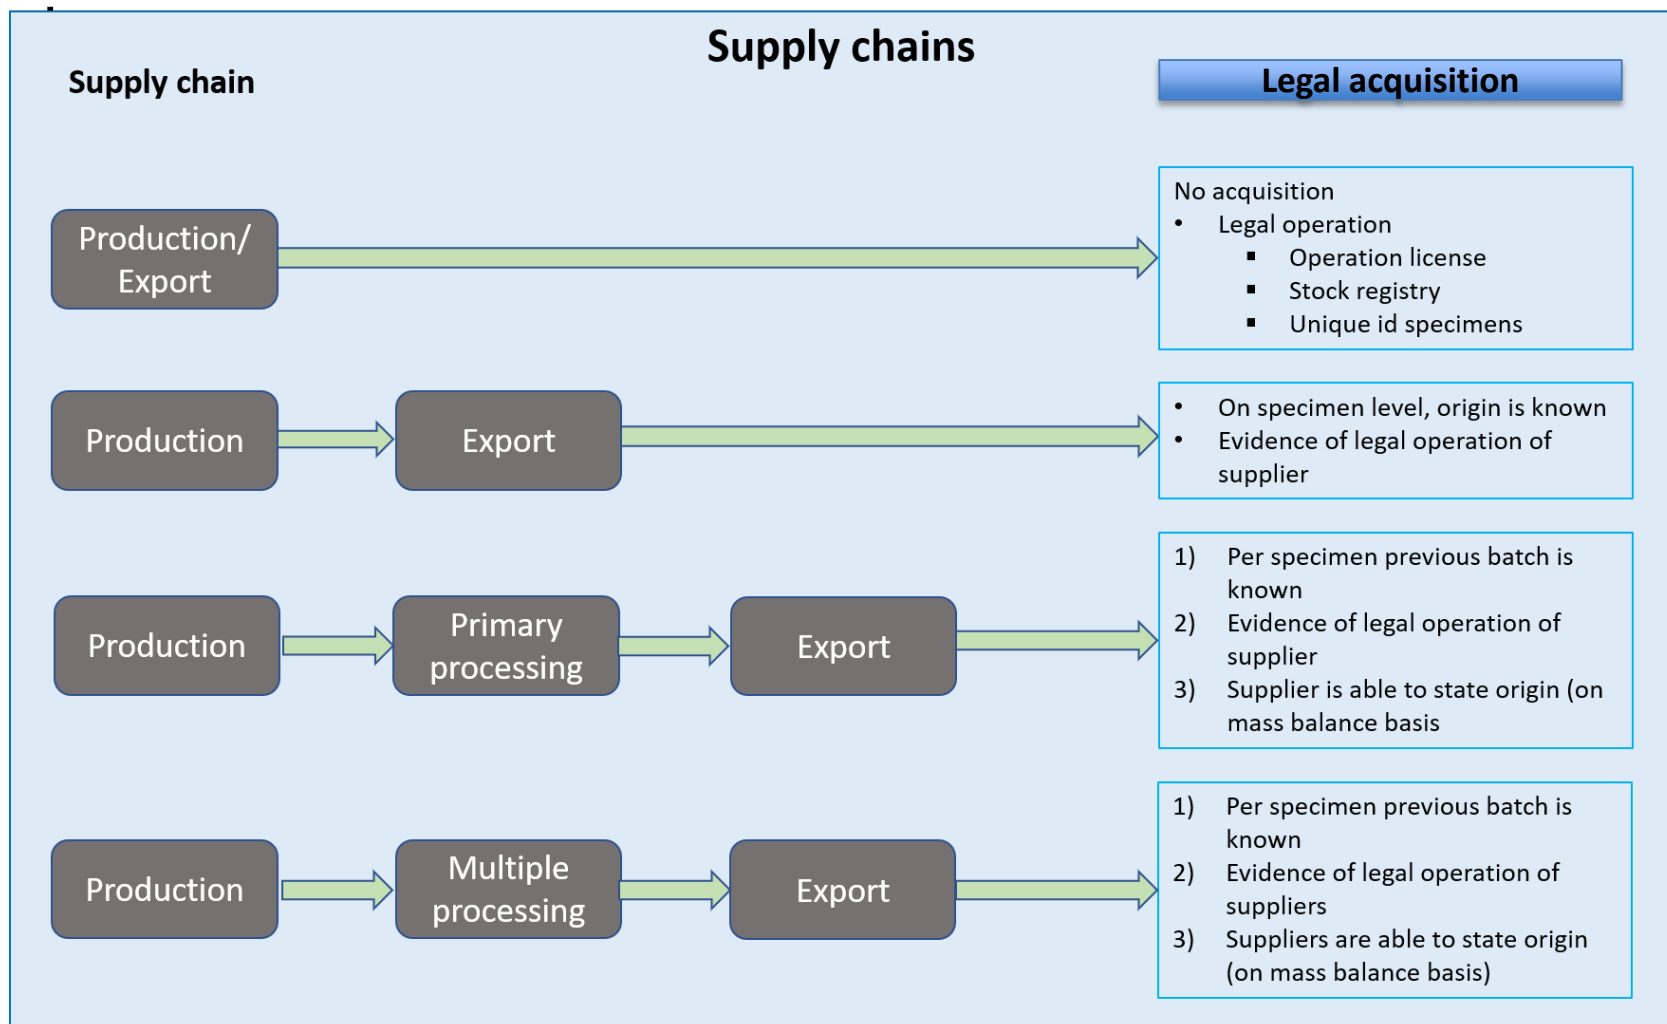 Supply chains
Supply chain
Legal acquisition
Production/
Export
No acquisition
• Legal operation
▪ Operation license
▪ Stock registry
▪ Unique id specimens
Production
Export
• On specimen level, origin is known
• Evidence of legal operation of
supplier
Production
Primary
processing
Export
1) Per specimen previous batch is
known
2) Evidence of legal operation of
supplier
3) Supplier is able to state origin (on
mass balance basis
Production
Multiple
processing
Export
1) Per specimen previous batch is
known
2) Evidence of legal operation of
suppliers
3) Suppliers are able to state origin
(on mass balance basis)